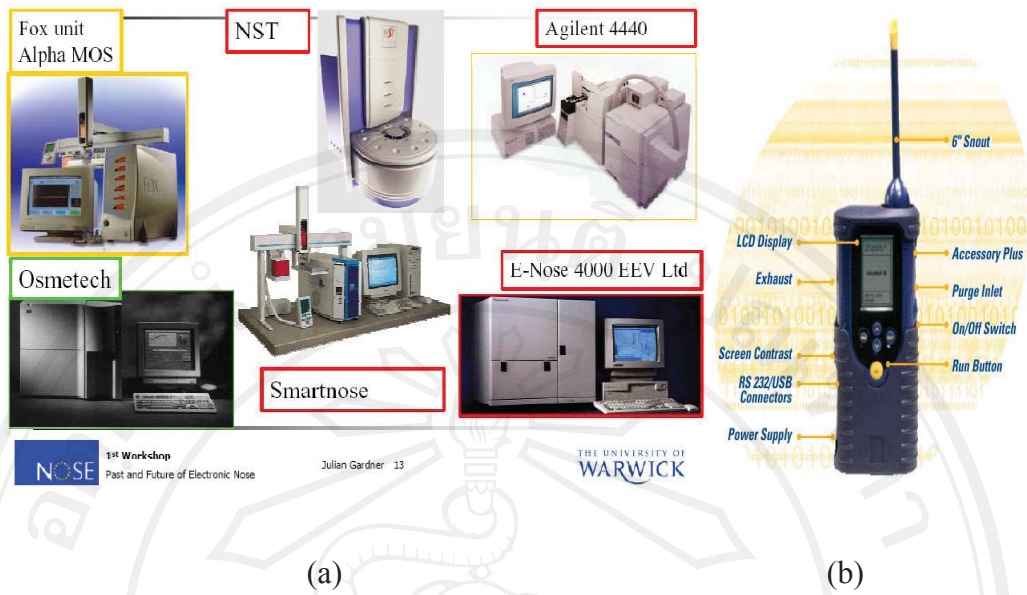 Fox unit
Alpha MOS
NST
Agilent 4440
Osmetech
Smartnose
E-Nose 4000 EEV Ltd
NOSE
1st Workshop
Past and Future of Electronic Nose
Julian Gardner 13
THE UNIVERSITY OF
WARWICK
(a)
6" Snout
LCD Display
Accessory Plus
Exhaust
Purge Inlet
On/Off Switch
Screen Contrast
Run Button
RS 232/USB
Connectors
Power Supply
(b)